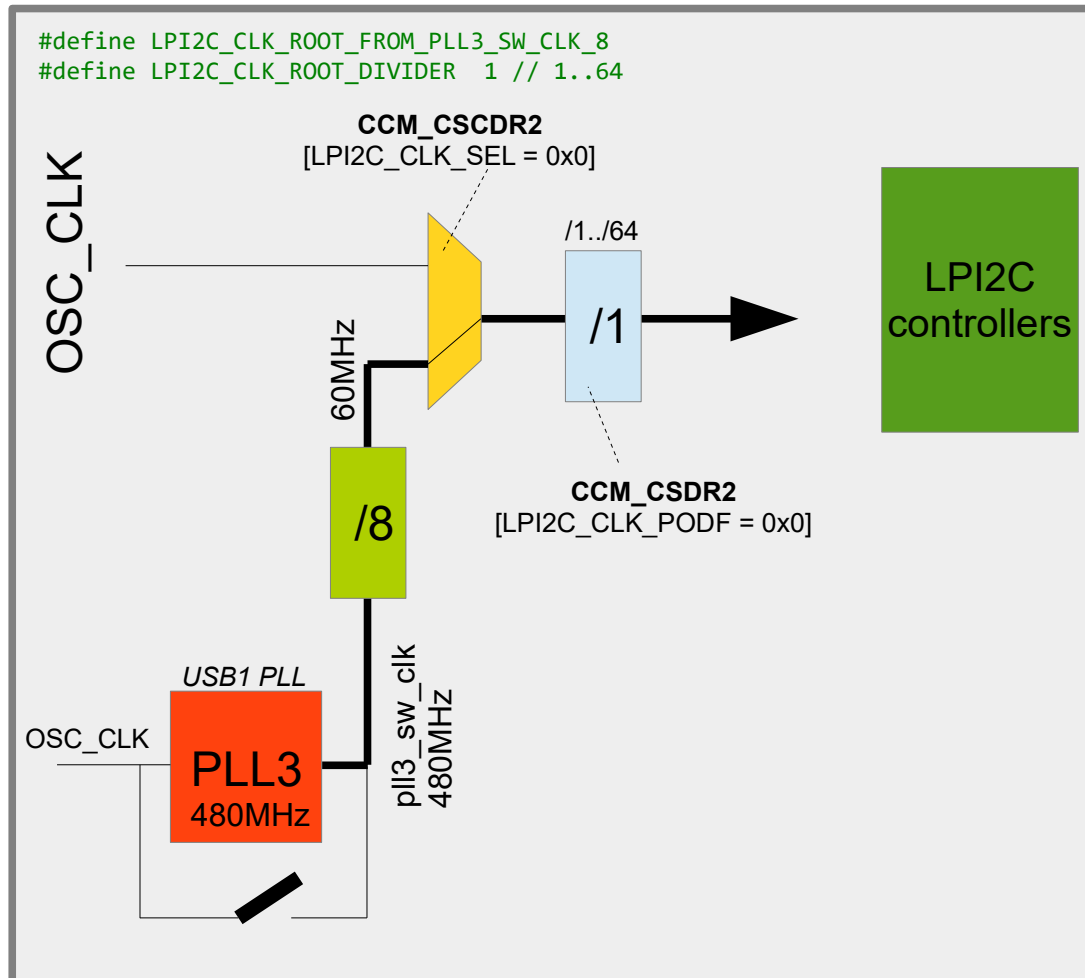 #define LPI2C_CLK_ROOT_FROM_PLL3_SW_CLK_8
#define LPI2C_CLK_ROOT_DIVIDER 1 // 1..64
CCM_CSCDR2
[LPI2C_CLK_SEL = 0x0]
OSC_CLK
/1../64
/1
LPI2C
controllers
60MHz
CCM_CSDR2
[LPI2C_CLK_PODF = 0x0]
/8
USB1 PLL
OSC_CLK
PLL3
480MHz
pll3_sw_clk
480MHz